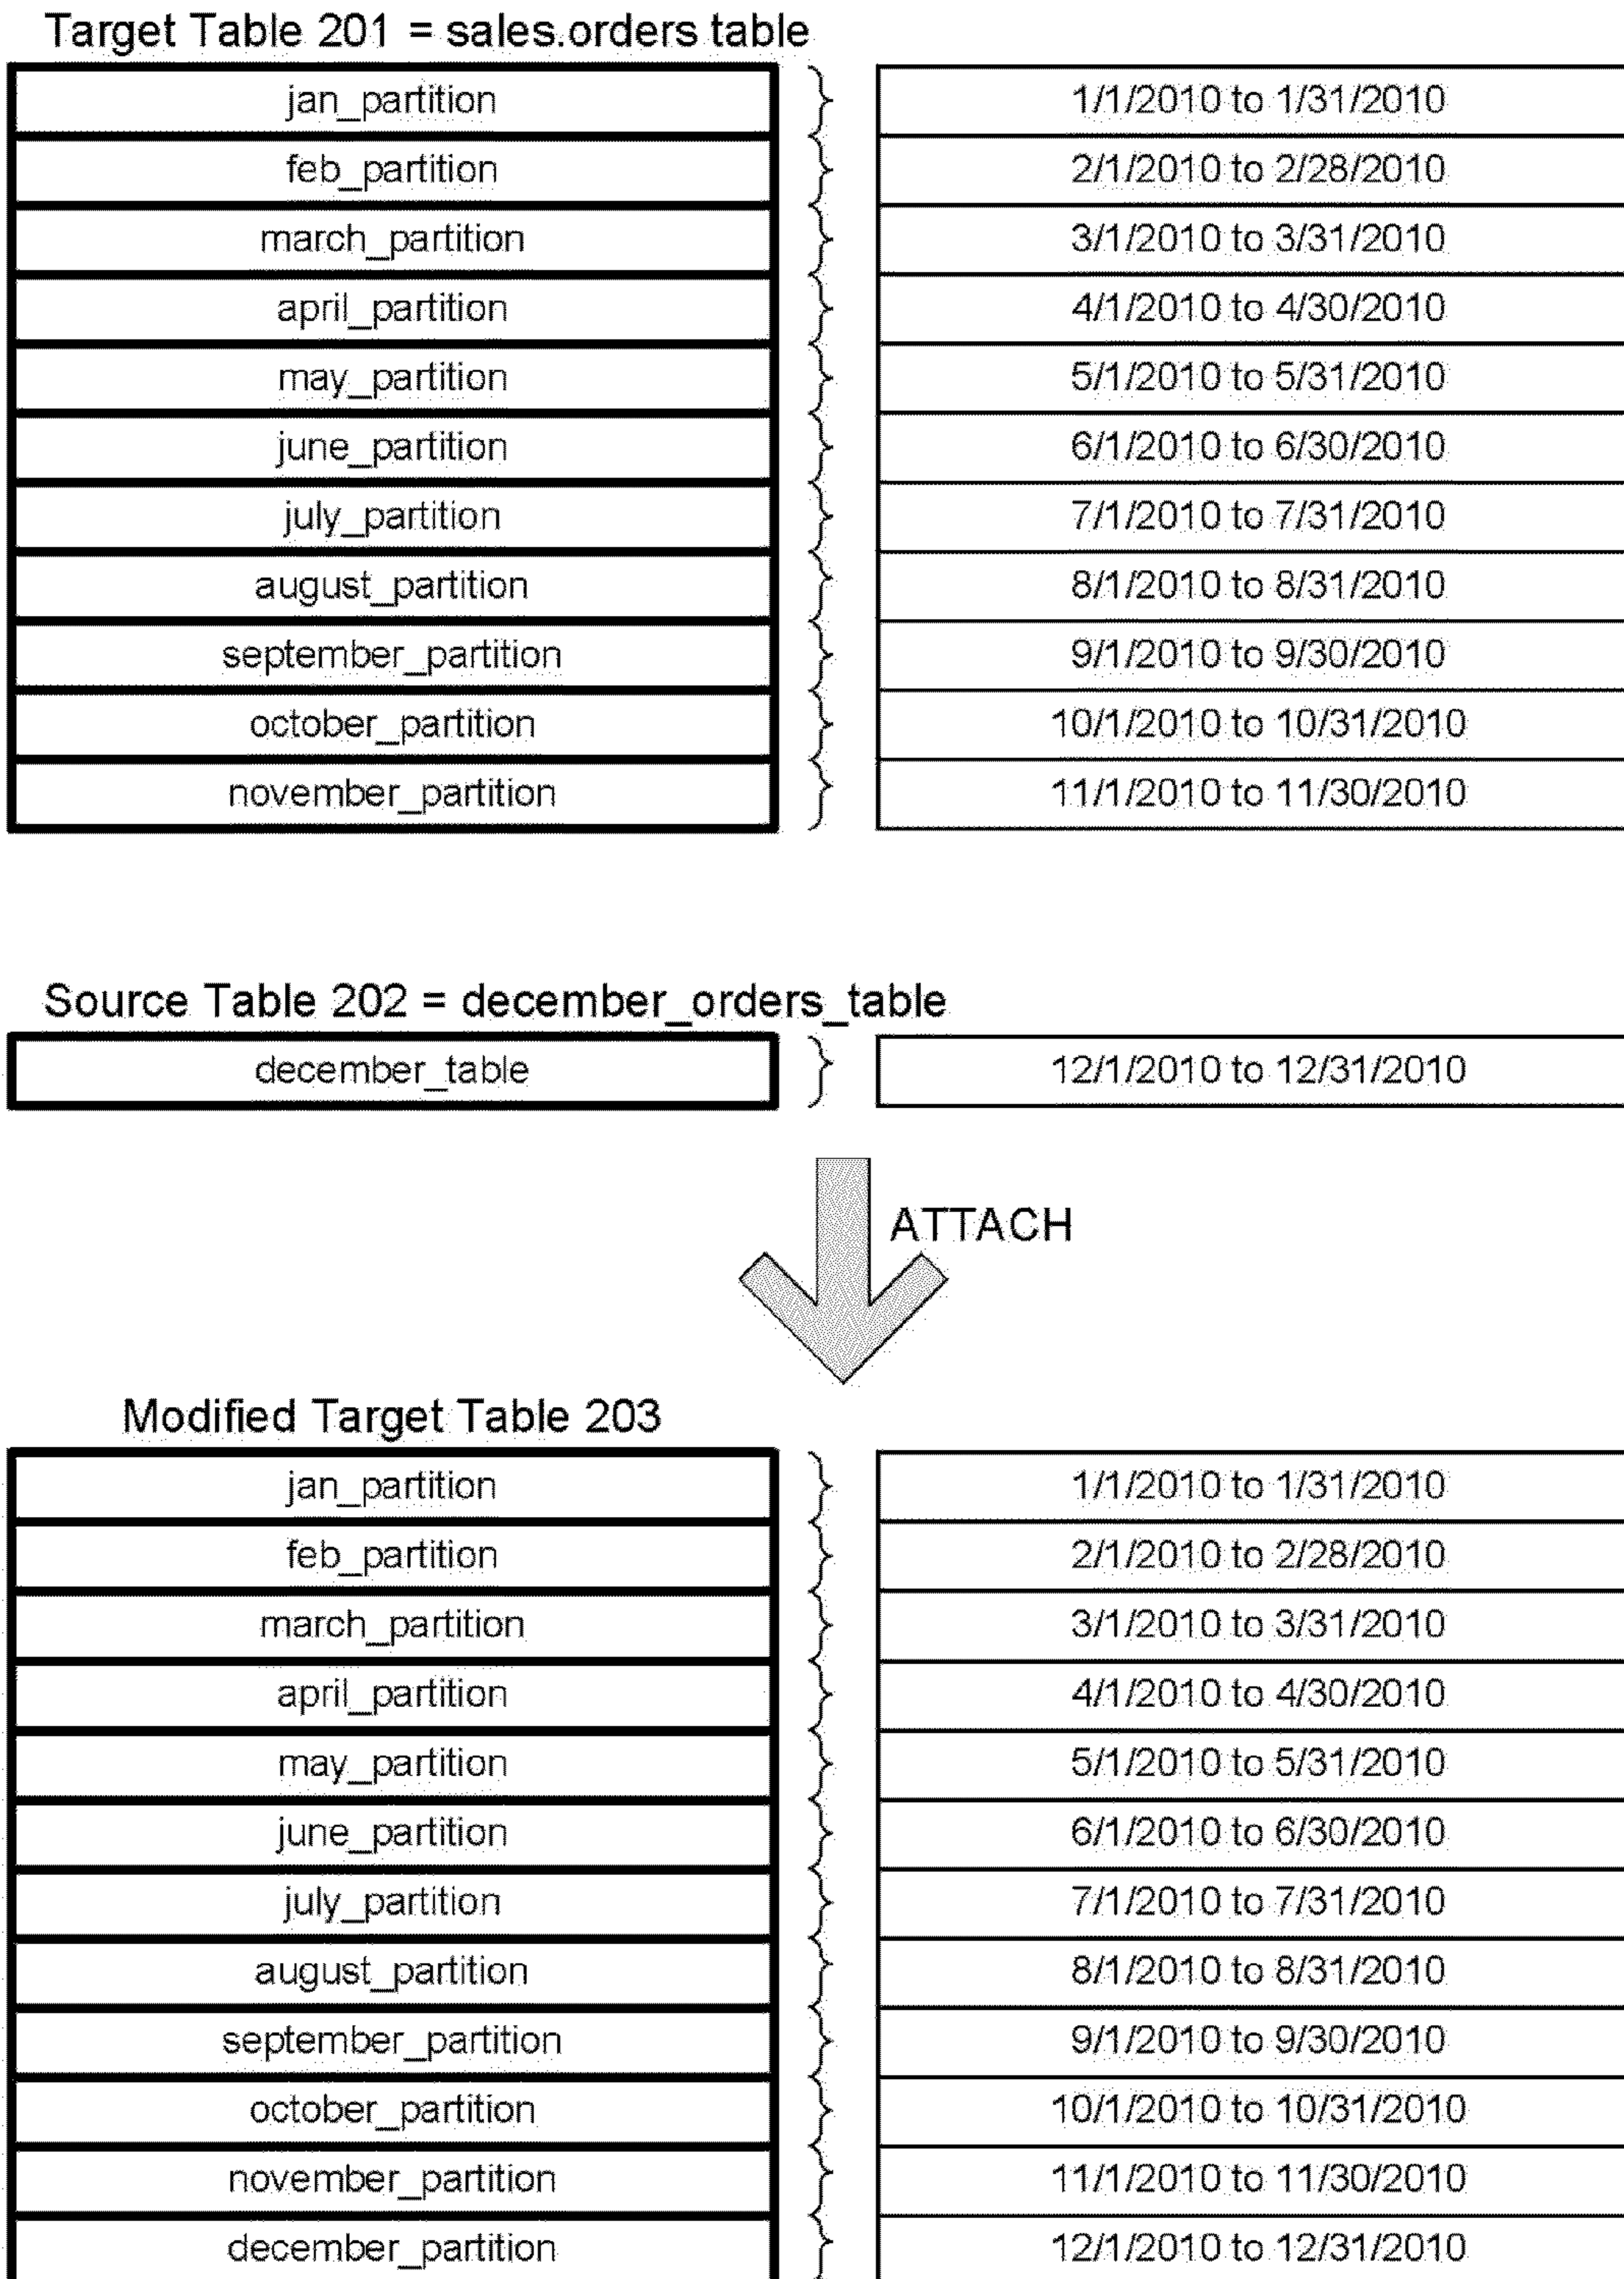 Target Table 201 = sales.orders table
jan_partition 1/1/2010 to 1/31/2010
feb_partition 2/1/2010 to 2/28/2010
march_partition 3/1/2010 to 3/31/2010
april_partition 4/1/2010 to 4/30/2010
may_partition 5/1/2010 to 5/31/2010
june_partition 6/1/2010 to 6/30/2010
july_partition 7/1/2010 to 7/31/2010
august_partition 8/1/2010 to 8/31/2010
september_partition 9/1/2010 to 9/30/2010
october_partition 10/1/2010 to 10/31/2010
november_partition 11/1/2010 to 11/30/2010
Source Table 202 = december_orders_table
december_table 12/1/2010 to 12/31/2010
ATTACH
Modified Target Table 203
jan_partition 1/1/2010 to 1/31/2010
feb_partition 2/1/2010 to 2/28/2010
march_partition 3/1/2010 to 3/31/2010
april_partition 4/1/2010 to 4/30/2010
may_partition 5/1/2010 to 5/31/2010
june_partition 6/1/2010 to 6/30/2010
july_partition 7/1/2010 to 7/31/2010
august_partition 8/1/2010 to 8/31/2010
september_partition 9/1/2010 to 9/30/2010
october_partition 10/1/2010 to 10/31/2010
november_partition 11/1/2010 to 11/30/2010
december_partition 12/1/2010 to 12/31/2010